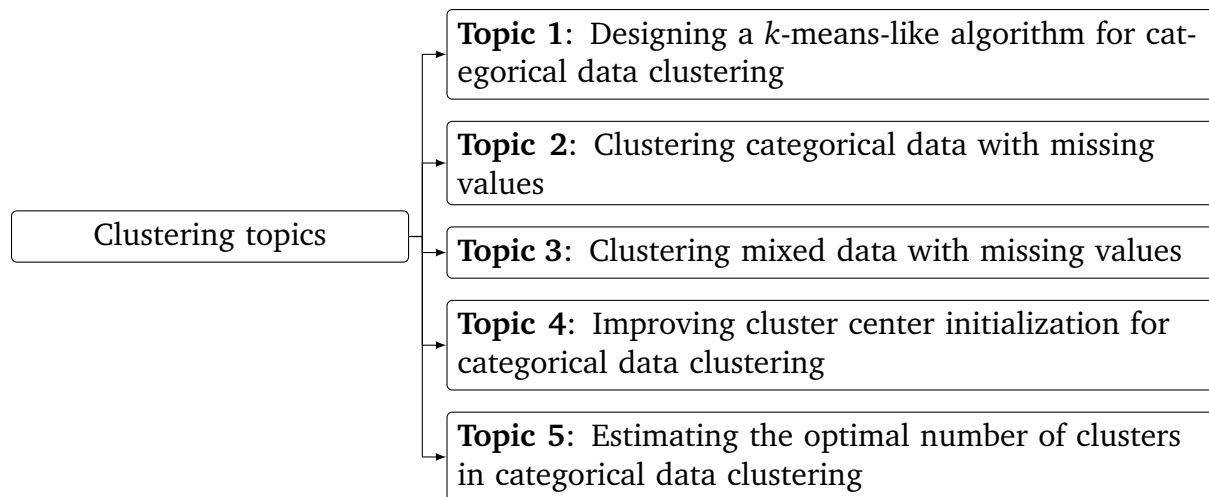 Topic 1: Designing a k-means-like algorithm for cat-
egorical data clustering
Topic 2: Clustering categorical data with missing
values
Clustering topics
Topic 3: Clustering mixed data with missing values
Topic 4: Improving cluster center initialization for
categorical data clustering
Topic 5: Estimating the optimal number of clusters
in categorical data clustering